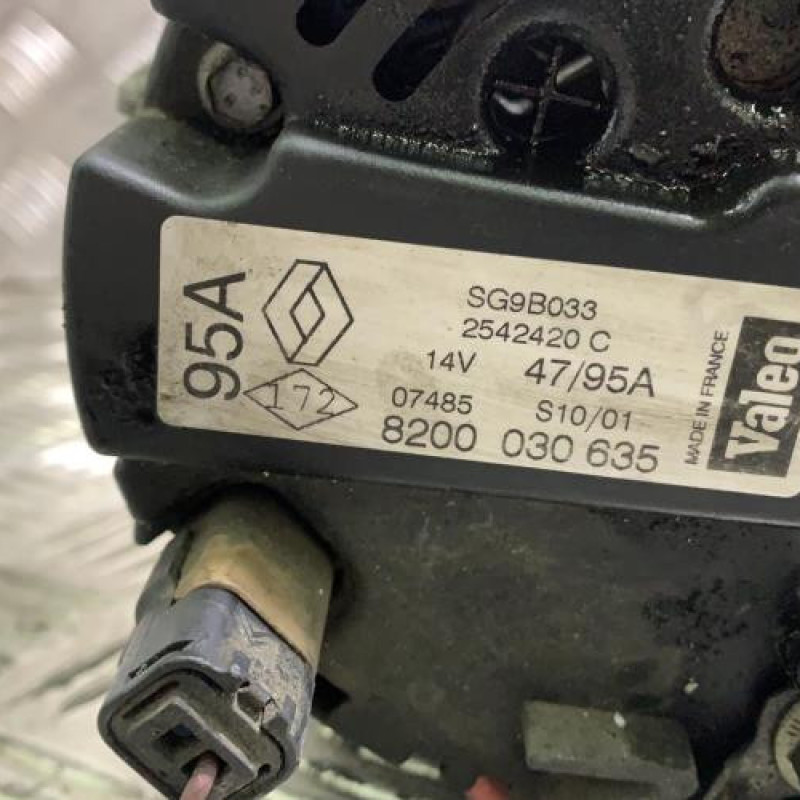 95A
172
SG9B033
2542420 C
14V 47/95A
07485 S10/01
8200 030 635
MADE IN FRANCE
Valeo